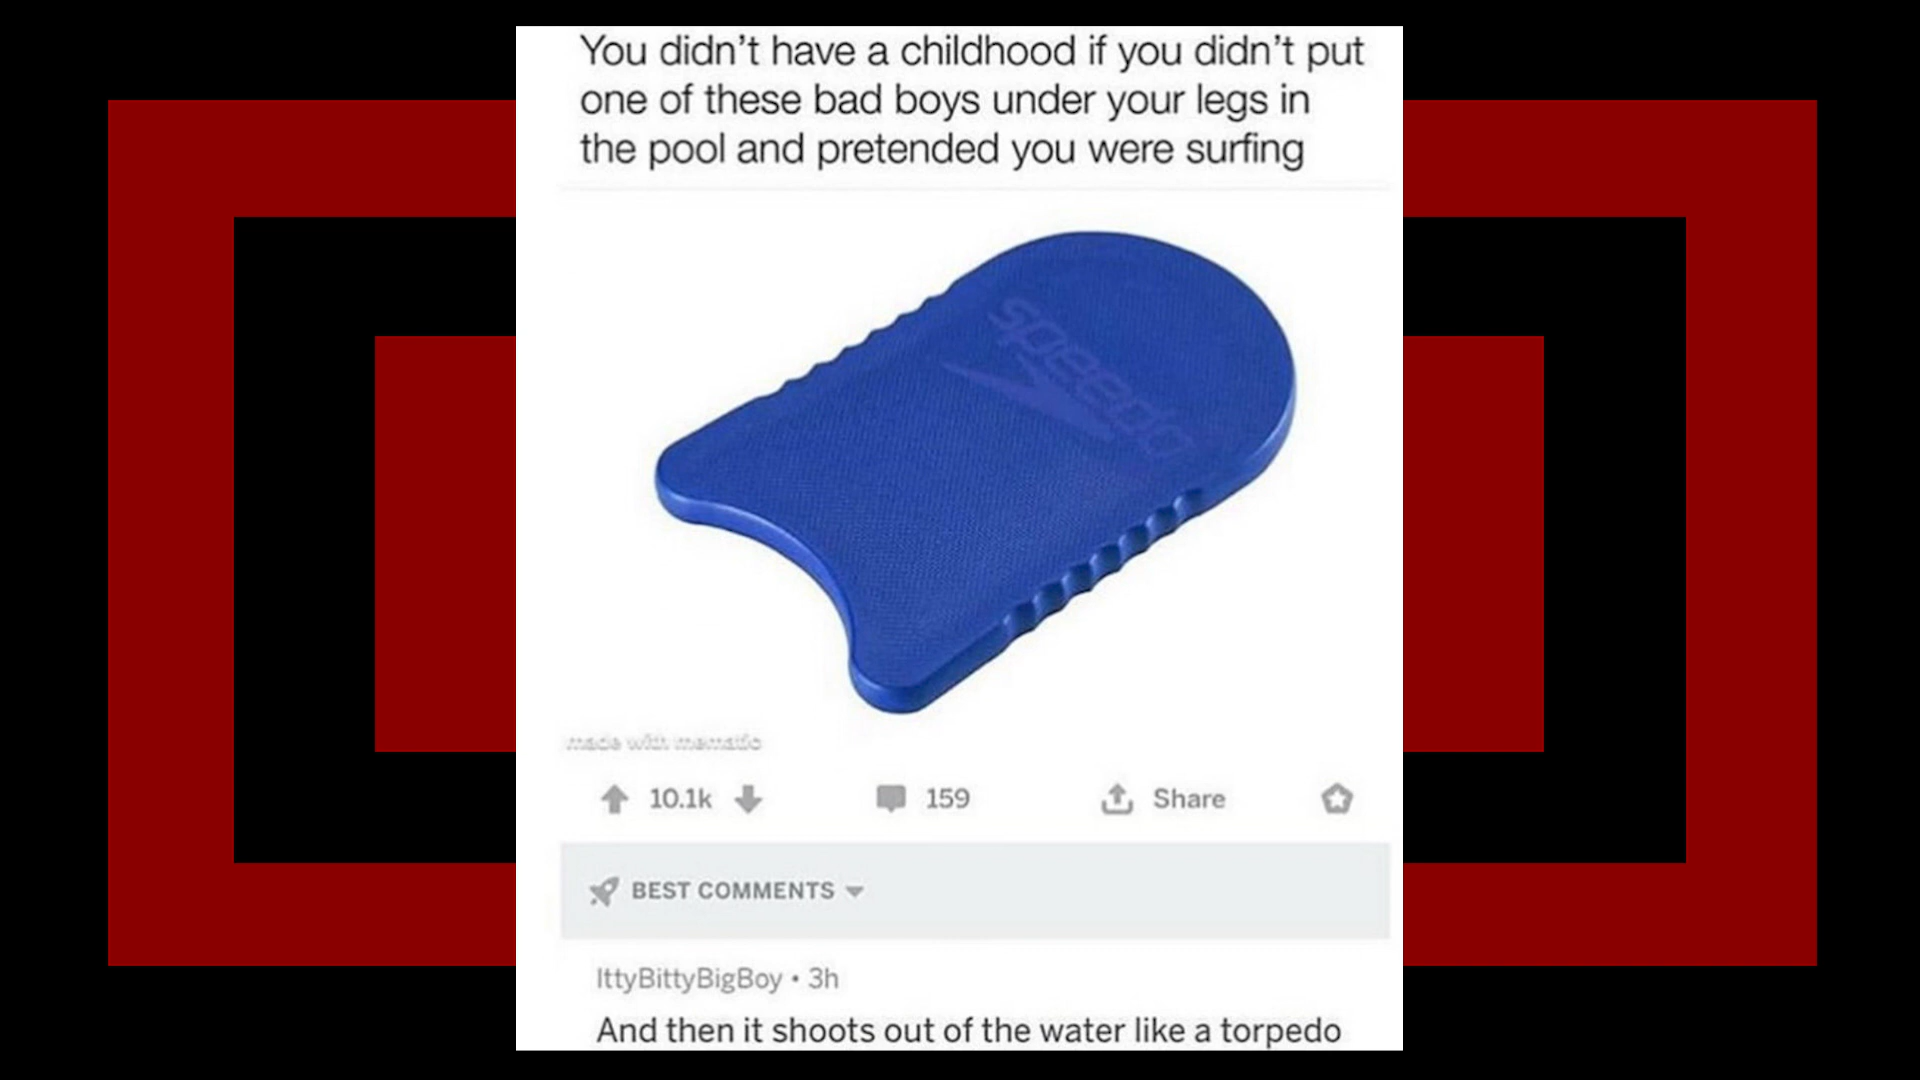 You didn't have a childhood if you didn't put
one of these bad boys under your legs in
the pool and pretended you were surfing
speedo
made with mematic
10.1k
159
Share
BEST COMMENTS
IttyBittyBigBoy • 3h
And then it shoots out of the water like a torpedo